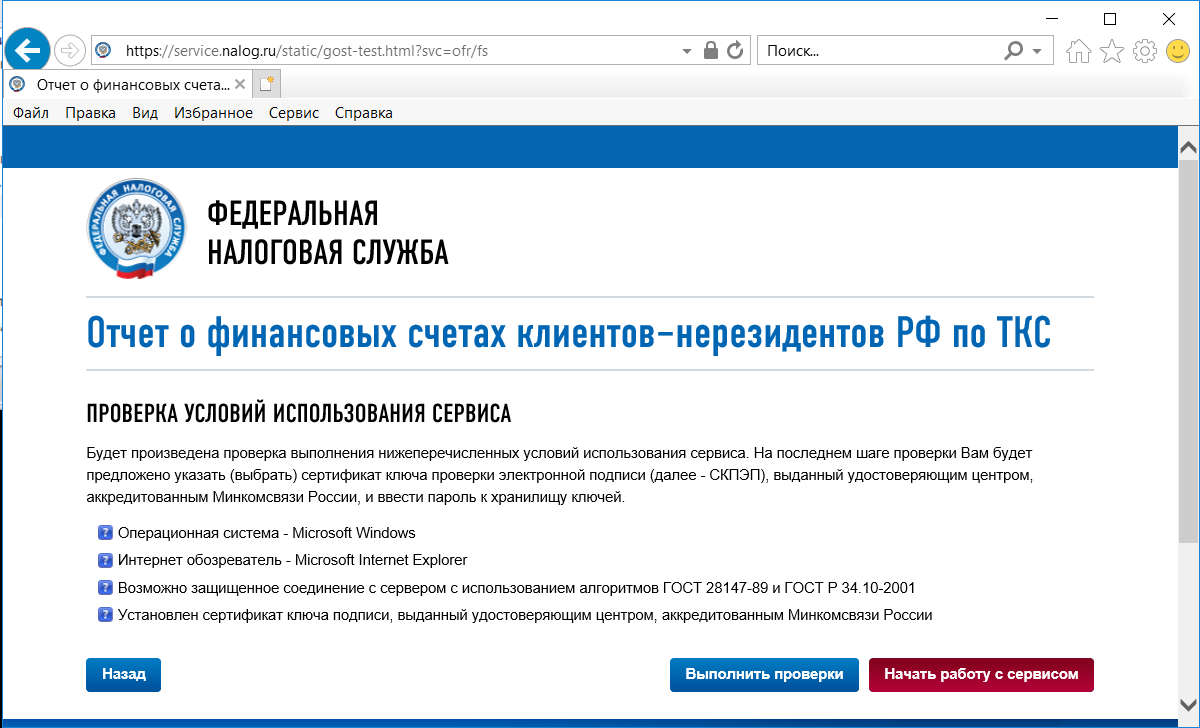 https://service.nalog.ru/static/gost-test.html?svc=ofr/fs
Поиск...
Отчет о финансовых счета...
Файл Правка Вид Избранное Сервис Справка
ФЕДЕРАЛЬНАЯ НАЛОГОВАЯ СЛУЖБА
ФЕДЕРАЛЬНАЯ
НАЛОГОВАЯ СЛУЖБА
Отчет о финансовых счетах клиентов-нерезидентов РФ по ТКС
ПРОВЕРКА УСЛОВИЙ ИСПОЛЬЗОВАНИЯ СЕРВИСА
Будет произведена проверка выполнения нижеперечисленных условий использования сервиса. На последнем шаге проверки Вам будет
предложено указать (выбрать) сертификат ключа проверки электронной подписи (далее - СКПЭП), выданный удостоверяющим центром,
аккредитованным Минкомсвязи России, и ввести пароль к хранилищу ключей.
? Операционная система - Microsoft Windows
? Интернет обозреватель - Microsoft Internet Explorer
? Возможно защищенное соединение с сервером с использованием алгоритмов ГОСТ 28147-89 и ГОСТ Р 34.10-2001
? Установлен сертификат ключа подписи, выданный удостоверяющим центром, аккредитованным Минкомсвязи России
Назад
Выполнить проверки
Начать работу с сервисом